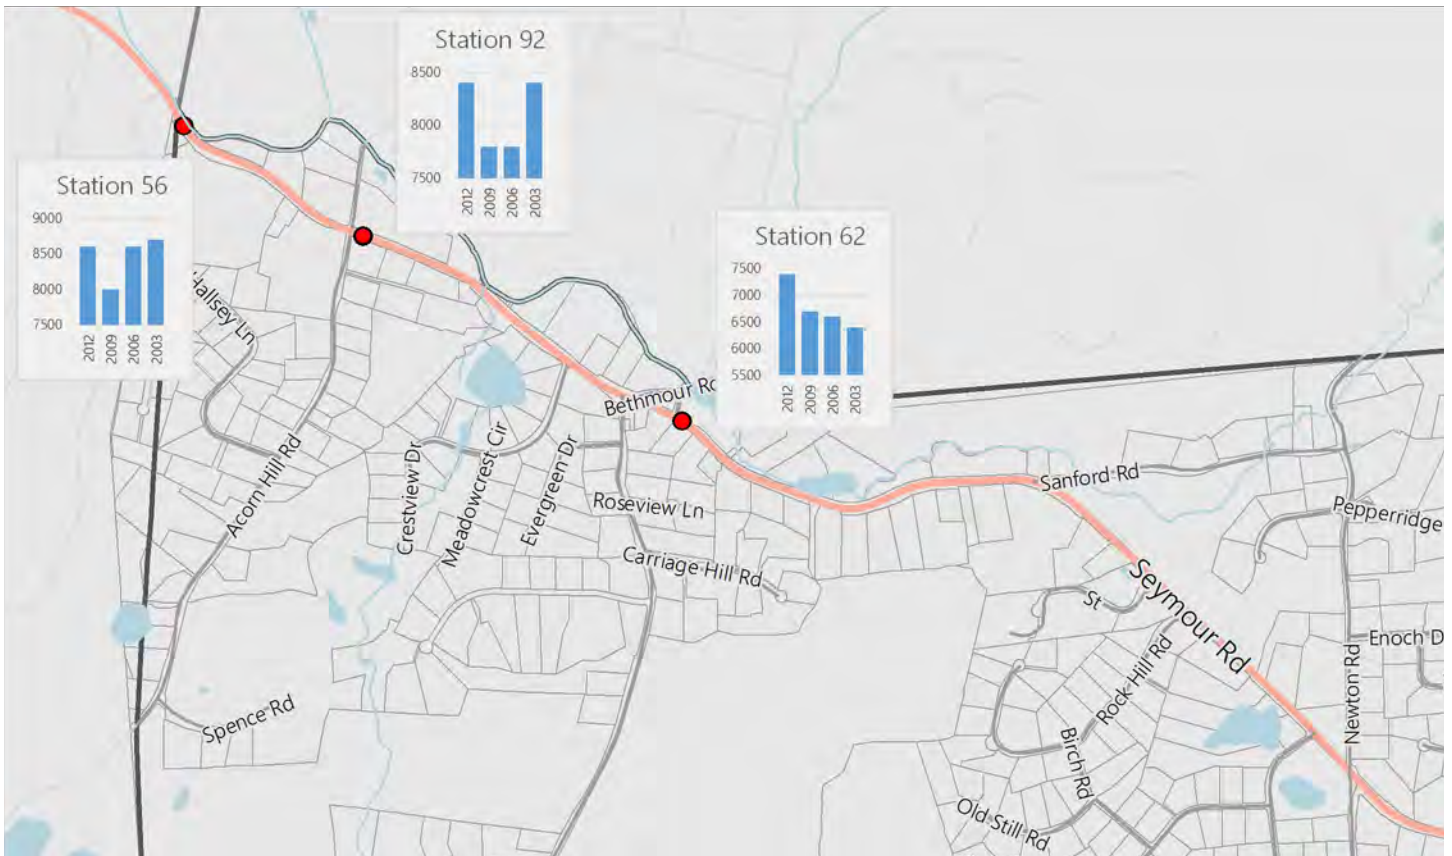 Station 92
8500
8000
7500
2012
2009
2006
2003
Station 56
9000
8500
8000
7500
2012
2009
2006
2003
Station 62
7500
7000
6500
6000
5500
2012
2009
2006
2003
Hallsey Ln
Bethmour Rd
Acorn Hill Rd
Crestview Dr
Meadowcrest Cir
Evergreen Dr
Roseview Ln
Carriage Hill Rd
Sanford Rd
Pepperridge
Seymour Rd
St
Enoch D
Rock Hill Rd
Newton Rd
Spence Rd
Birch Rd
Old Still Rd